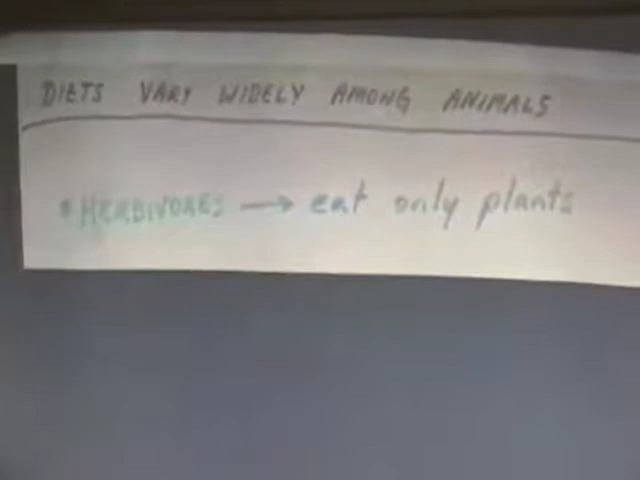 DIETS VARY WIDELY AMONG ANIMALS
* HERBIVORES → eat only plants